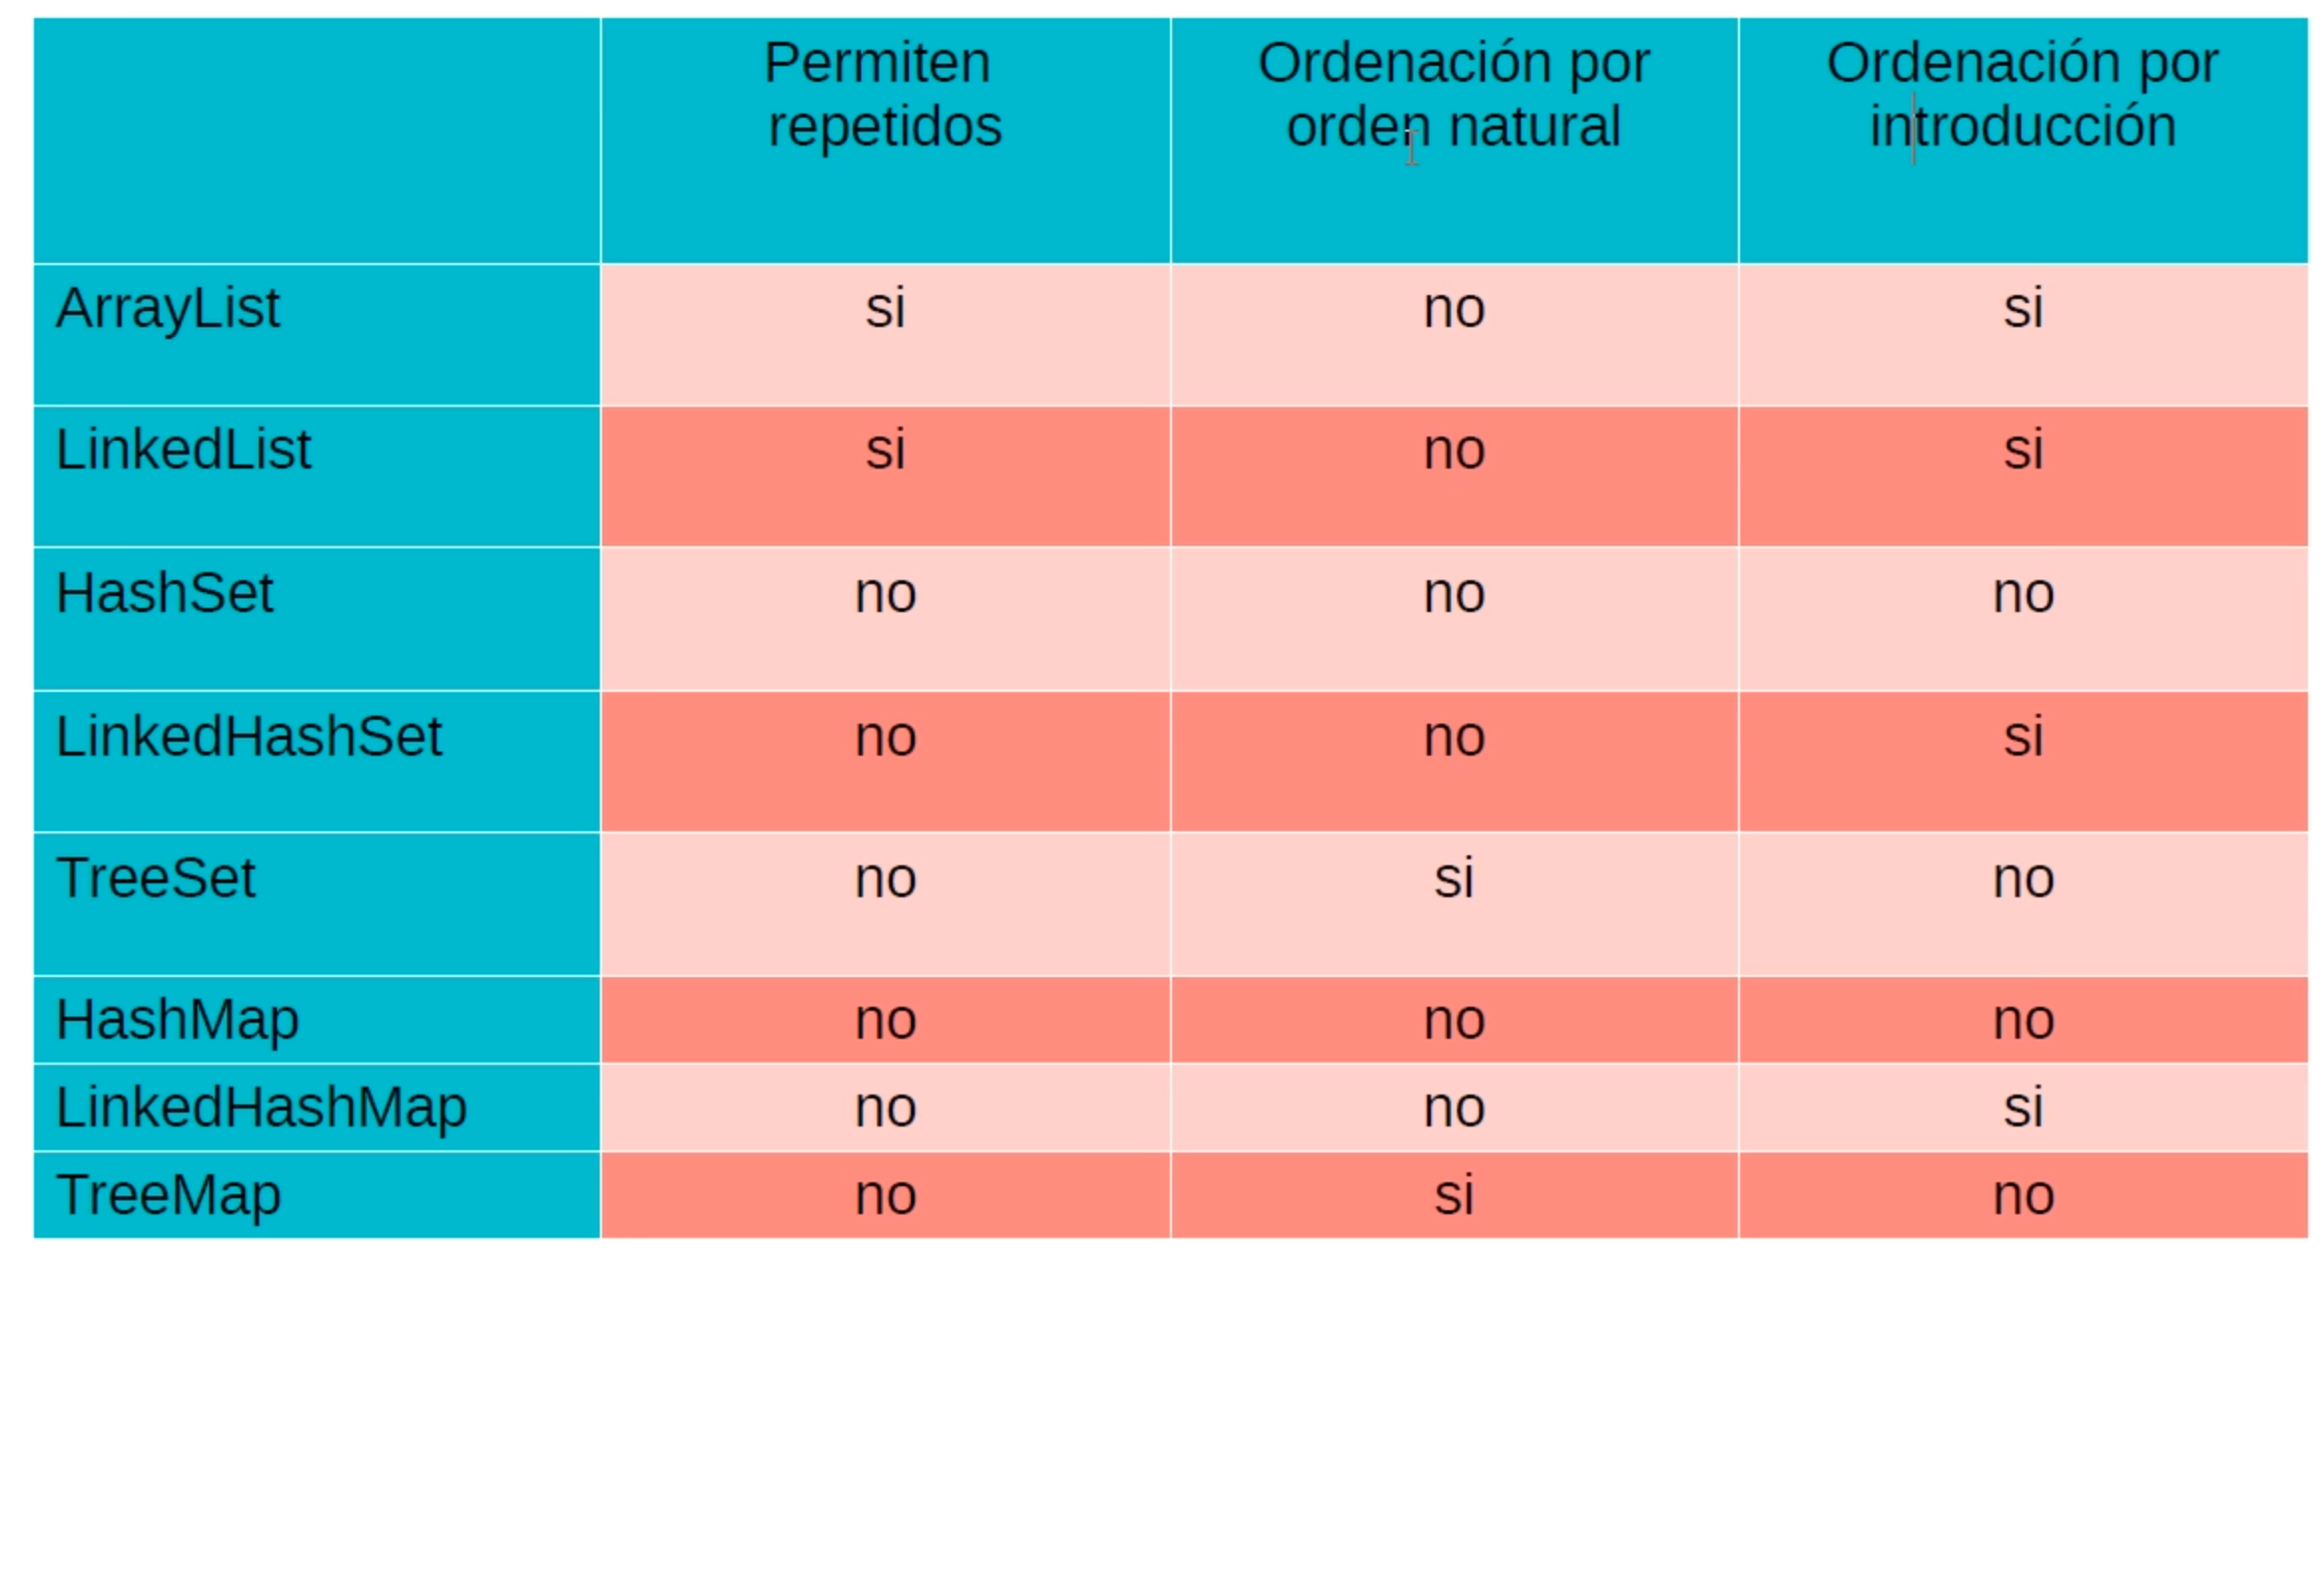 Permiten repetidos
Ordenación por orden natural
Ordenación por introducción
ArrayList si no si
LinkedList si no si
HashSet no no no
LinkedHashSet no no si
TreeSet no si no
HashMap no no no
LinkedHashMap no no si
TreeMap no si no